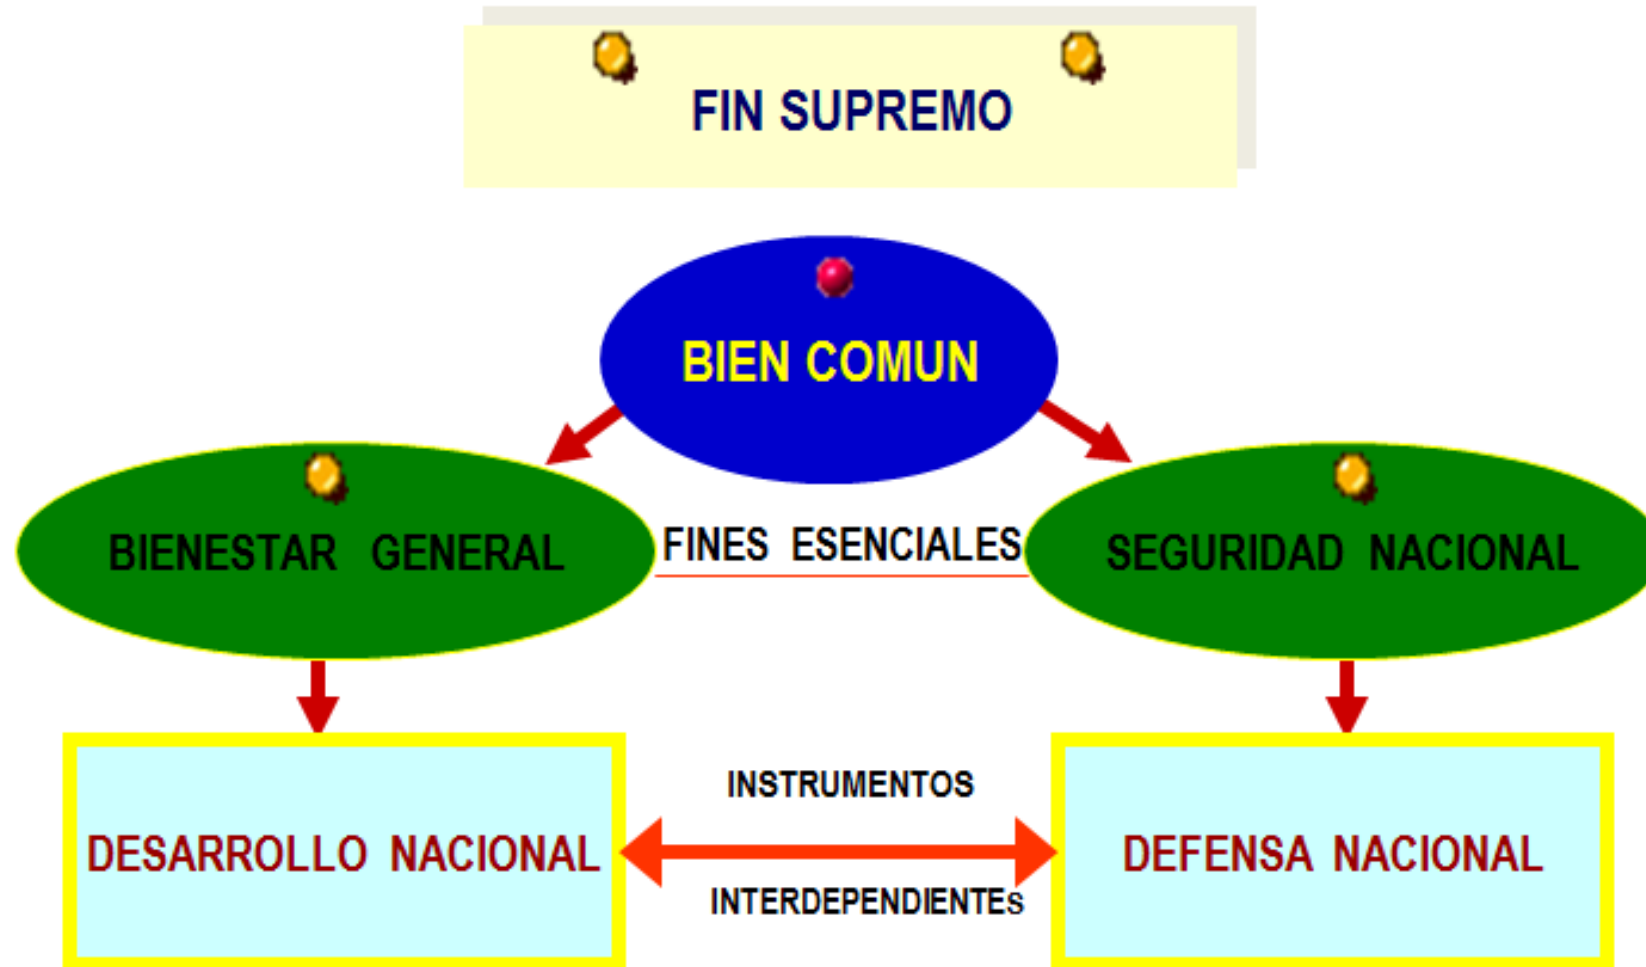 FIN SUPREMO
BIEN COMUN
BIENESTAR GENERAL
FINES ESENCIALES
SEGURIDAD NACIONAL
DESARROLLO NACIONAL
INSTRUMENTOS
INTERDEPENDIENTEs
DEFENSA NACIONAL